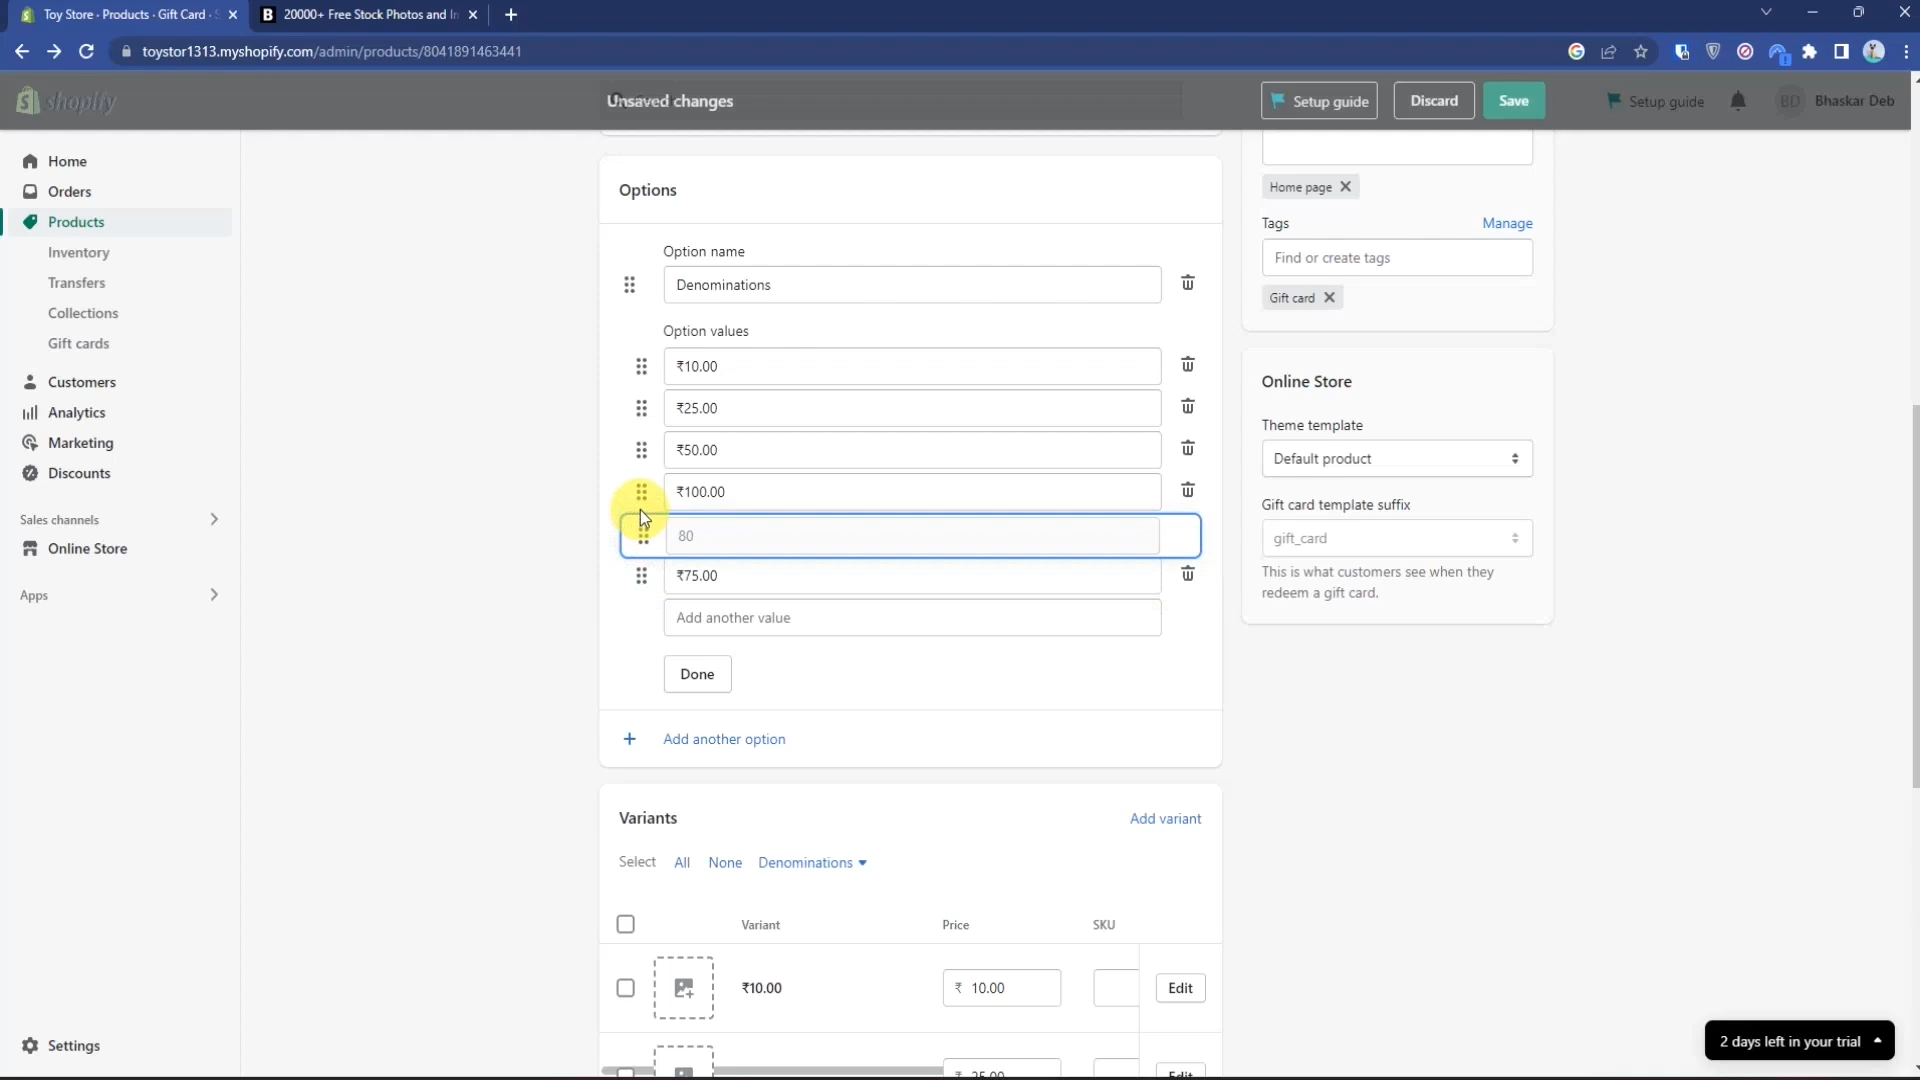 Toy Store · Products · Gift Card ·
20000+ Free Stock Photos and I
toystor1313.myshopify.com/admin/products/8041891463441
shopify
Unsaved changes
Setup guide
Discard
Save
Setup guide
BD
Bhaskar Deb
Home
Orders
Products
Inventory
Transfers
Collections
Gift cards
Customers
Analytics
Marketing
Discounts
Sales channels
Online Store
Apps
Settings
Options
Option name
Denominations
Option values
₹10.00
₹25.00
₹50.00
₹100.00
80
₹75.00
Add another value
Done
+ Add another option
Variants
Add variant
Select All None Denominations
Variant Price SKU
₹10.00 ₹ 10.00 Edit
₹ 25.00 Edit
Home page
Tags
Manage
Find or create tags
Gift card
Online Store
Theme template
Default product
Gift card template suffix
gift_card
This is what customers see when they
redeem a gift card.
2 days left in your trial